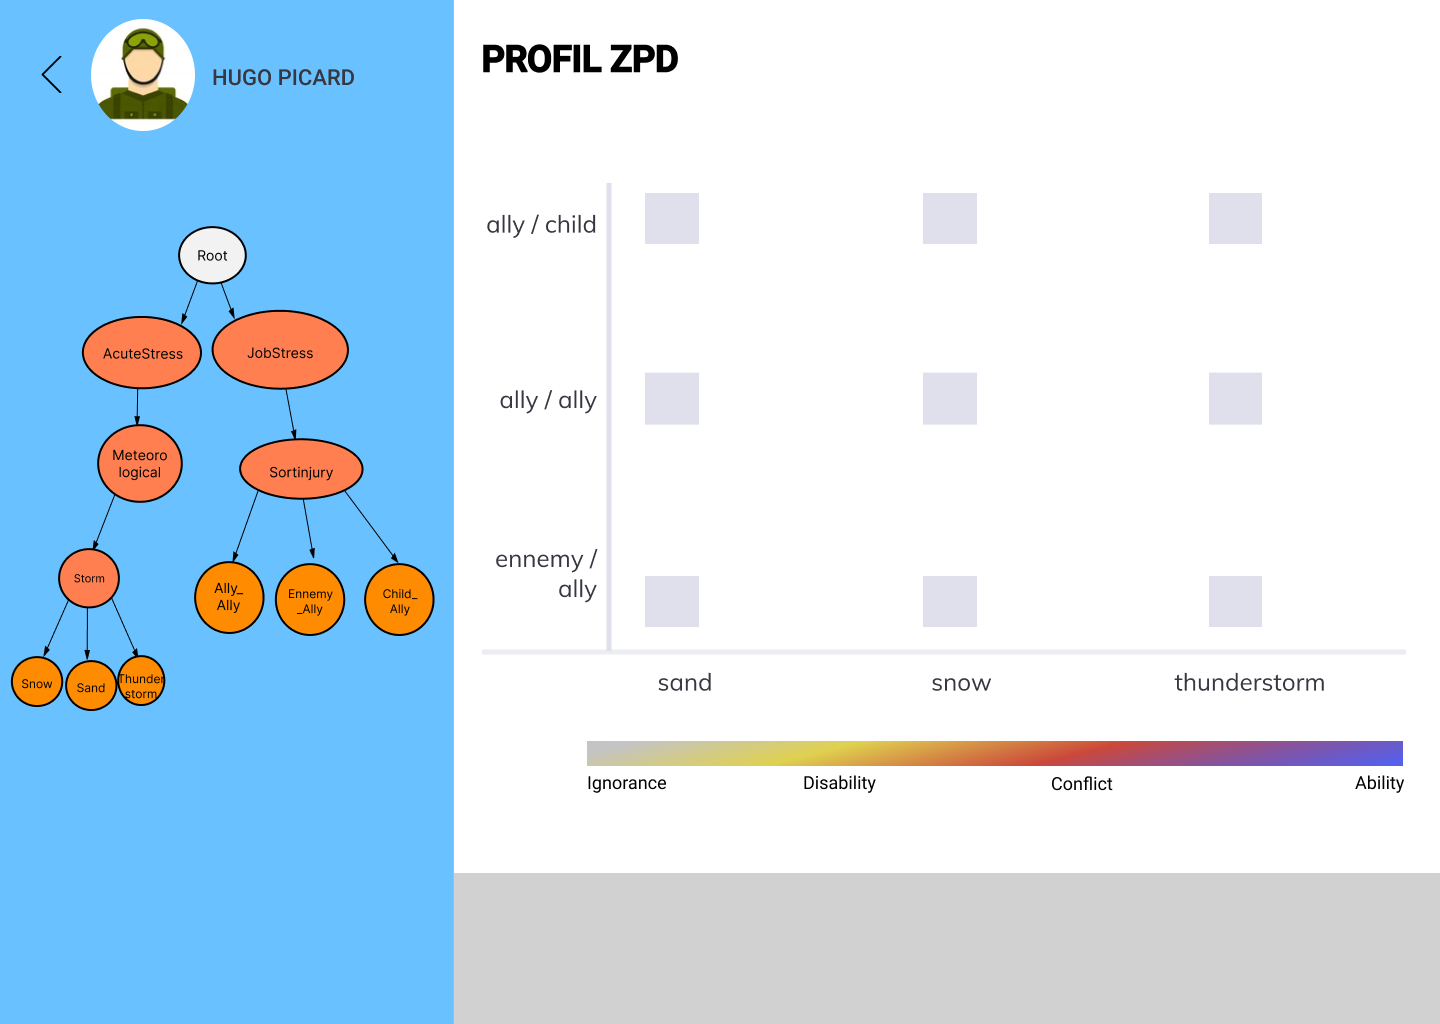 HUGO PICARD
Root
AcuteStress
JobStress
Meteoro
logical
Sortinjury
Storm
Ally_
Ally
Ennemy
_Ally
Child_
Ally
Snow
Sand
Thunder
storm
PROFIL ZPD
ally / child
ally / ally
ennemy /
ally
sand
snow
thunderstorm
Ignorance
Disability
Conflict
Ability